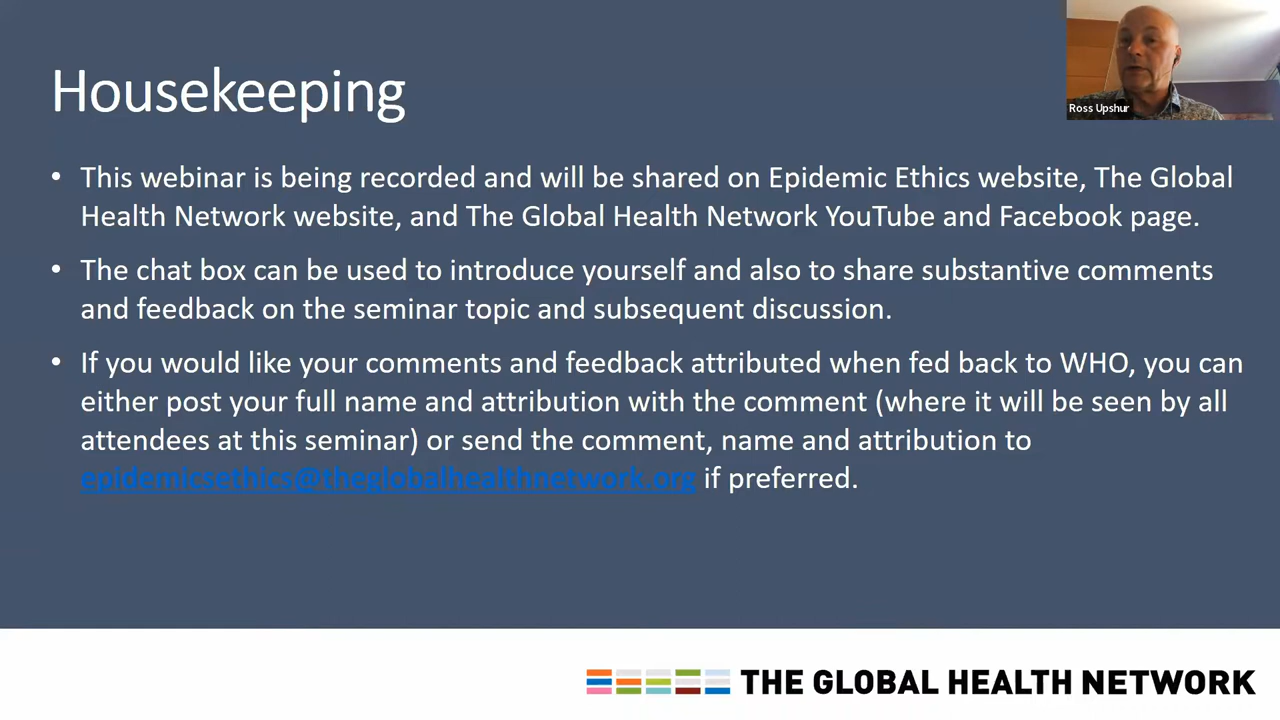 Housekeeping
Ross Upshur
• This webinar is being recorded and will be shared on Epidemic Ethics website, The Global
Health Network website, and The Global Health Network YouTube and Facebook page.
• The chat box can be used to introduce yourself and also to share substantive comments
and feedback on the seminar topic and subsequent discussion.
• If you would like your comments and feedback attributed when fed back to WHO, you can
either post your full name and attribution with the comment (where it will be seen by all
attendees at this seminar) or send the comment, name and attribution to
epidemicsethics@theglobalhealthnetwork.org if preferred.
THE GLOBAL HEALTH NETWORK